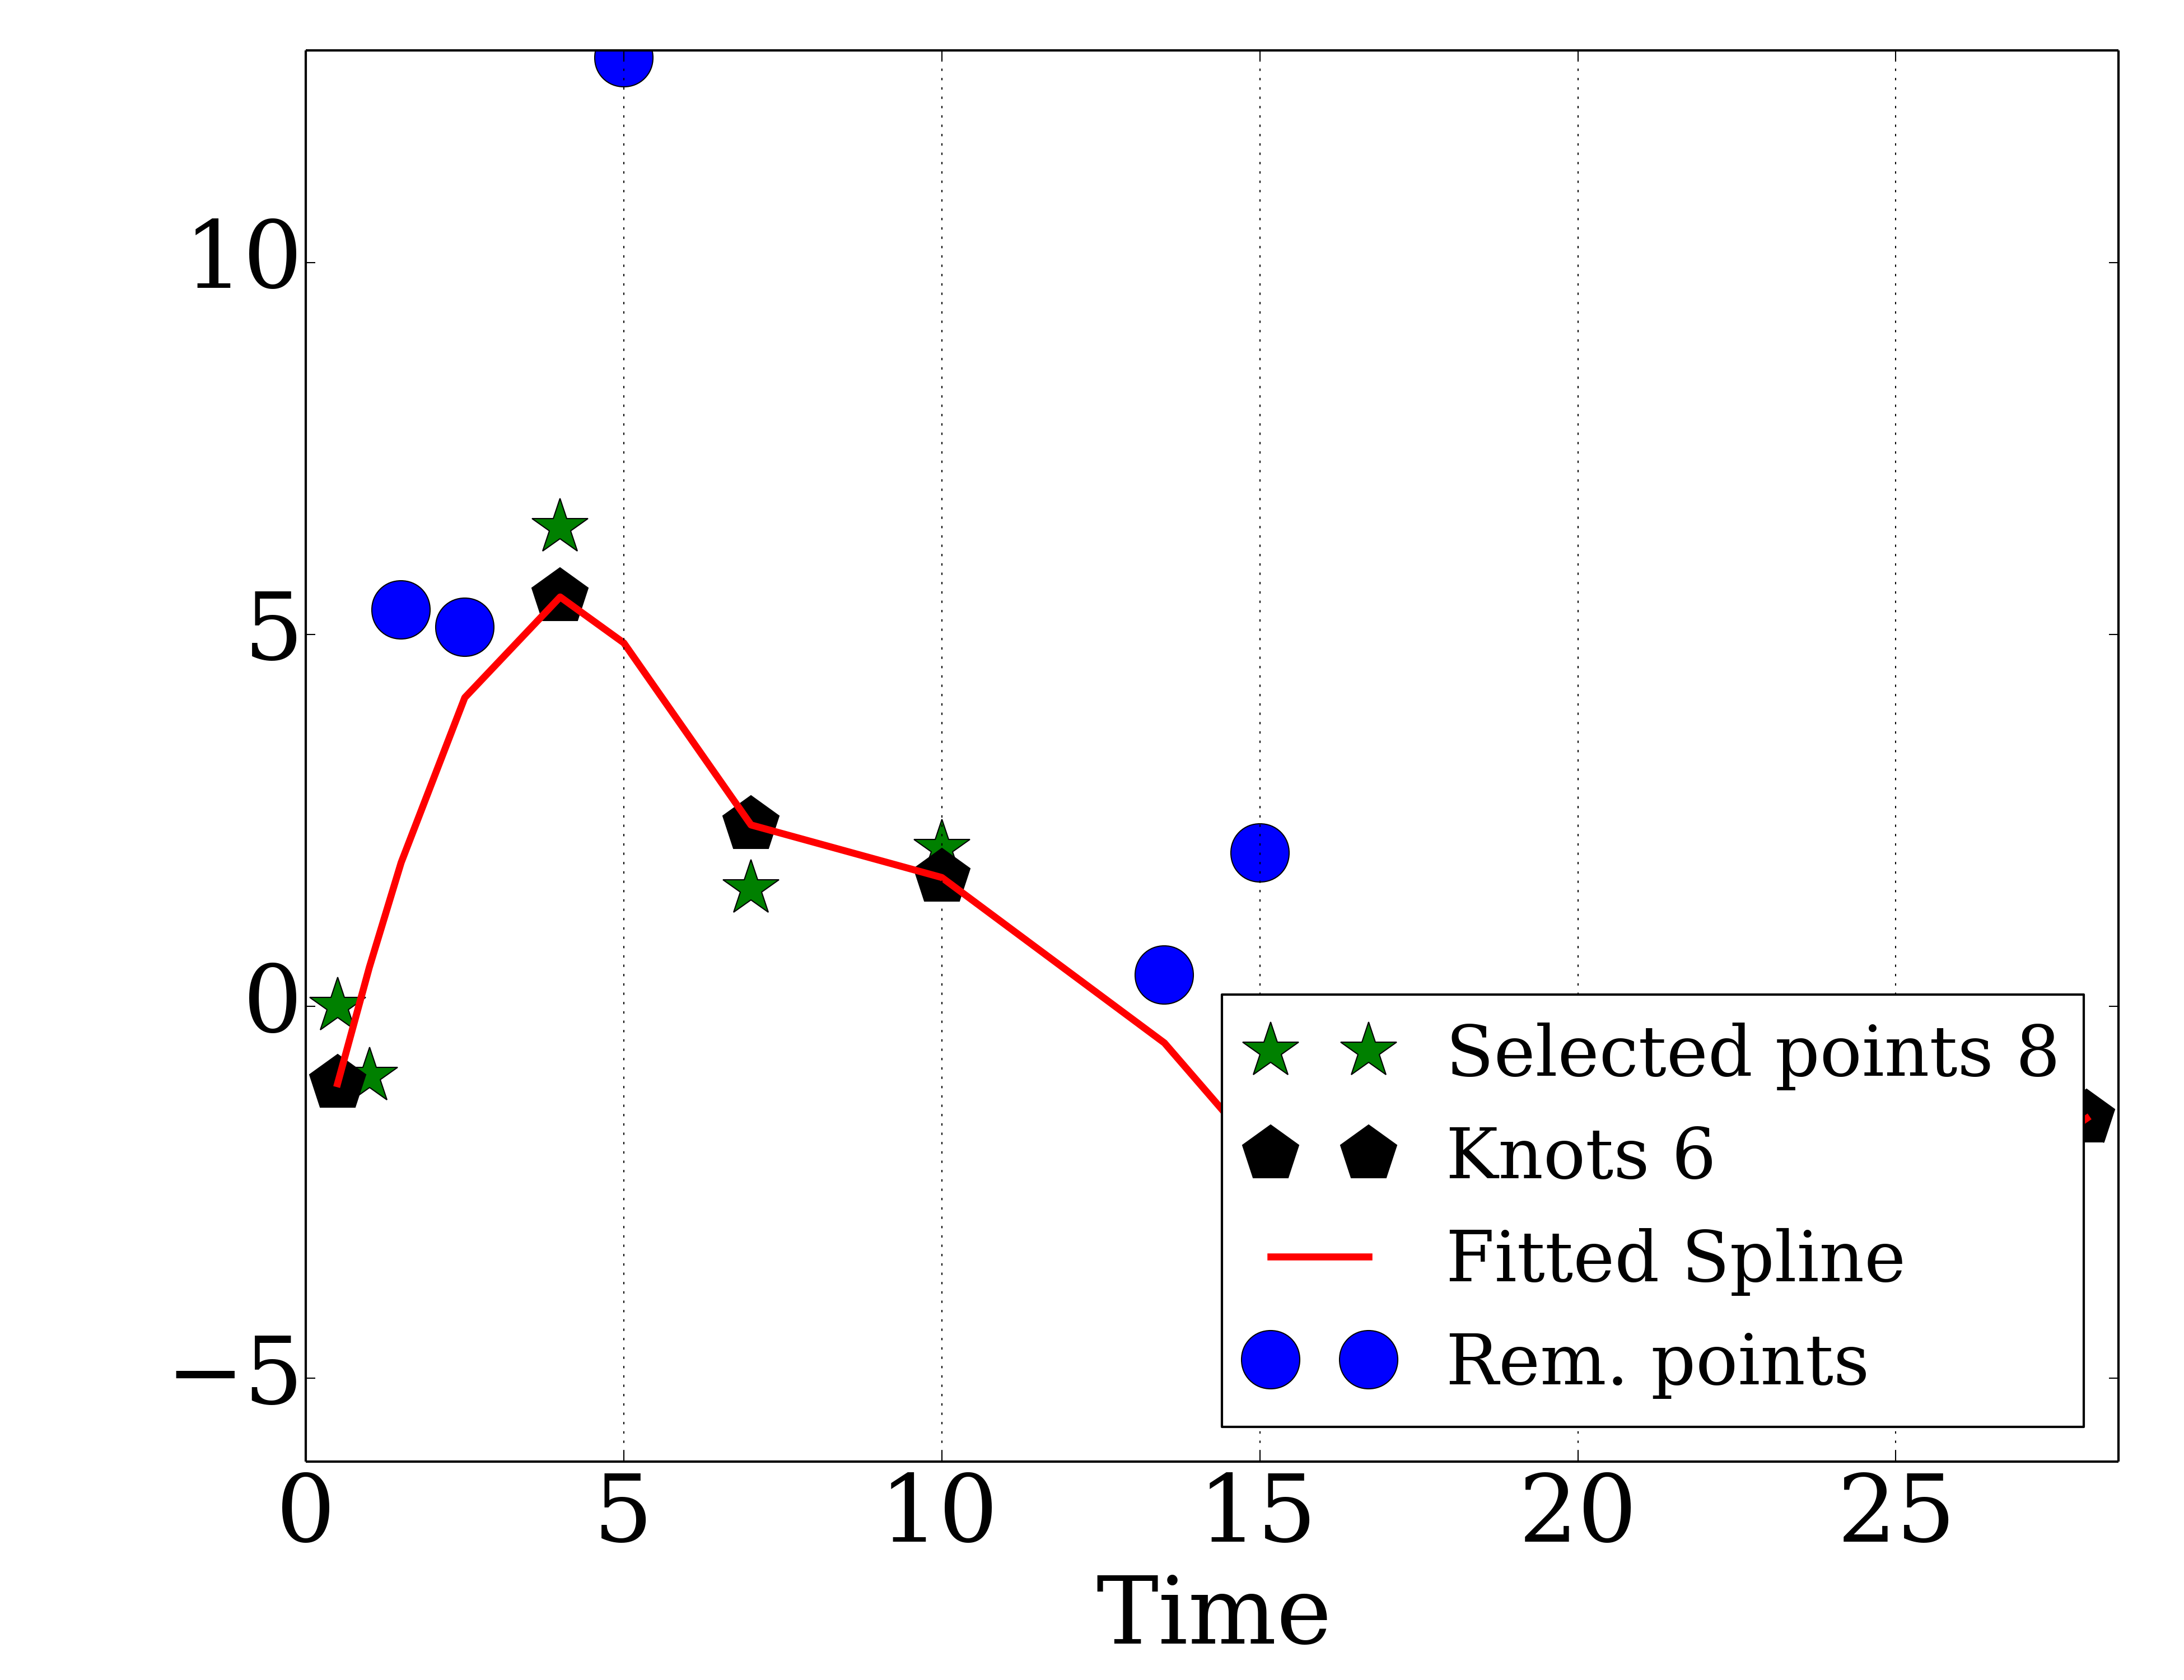 10
5
0
−5
0 5 10 15 20 25
Time
Selected points 8
Knots 6
Fitted Spline
Rem. points